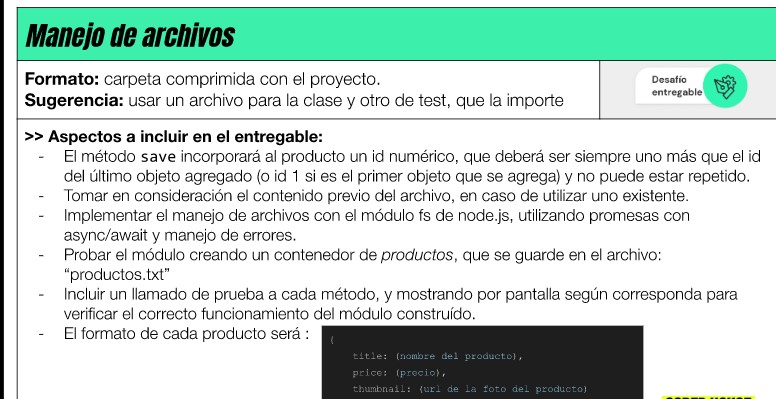 Manejo de archivos
Formato: carpeta comprimida con el proyecto.
Sugerencia: usar un archivo para la clase y otro de test, que la importe
Desafío
entregable
>> Aspectos a incluir en el entregable:
- El método save incorporará al producto un id numérico, que deberá ser siempre uno más que el id
del último objeto agregado (o id 1 si es el primer objeto que se agrega) y no puede estar repetido.
- Tomar en consideración el contenido previo del archivo, en caso de utilizar uno existente.
- Implementar el manejo de archivos con el módulo fs de node.js, utilizando promesas con
async/await y manejo de errores.
- Probar el módulo creando un contenedor de productos, que se guarde en el archivo:
“productos.txt”
- Incluir un llamado de prueba a cada método, y mostrando por pantalla según corresponda para
verificar el correcto funcionamiento del módulo construído.
- El formato de cada producto será :
{
title: (nombre del producto),
price: (precio),
thumbnail: (url de la foto del producto)